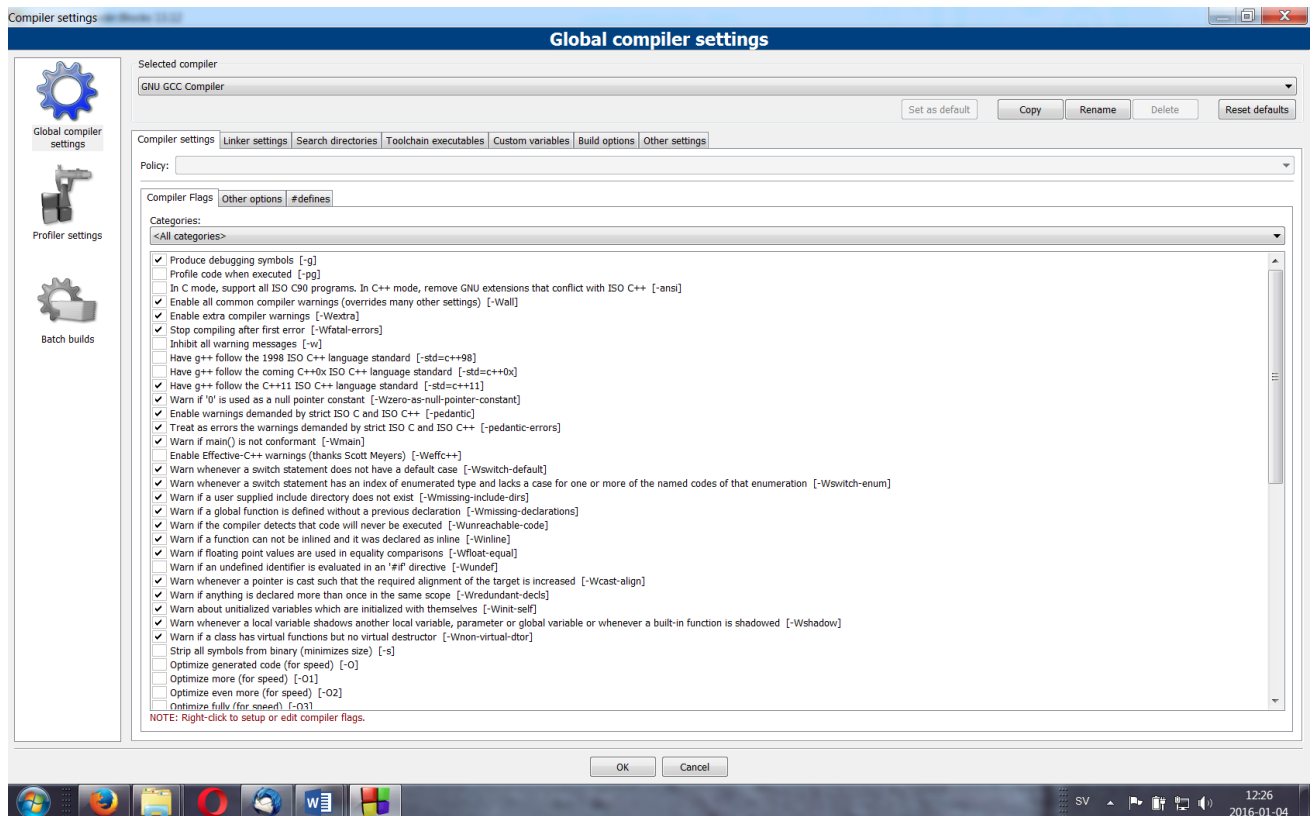 Compiler settings
Global compiler settings
Selected compiler
GNU GCC Compiler
Set as default Copy Rename Delete Reset defaults
Global compiler
settings
Profiler settings
Batch builds
Compiler settings Linker settings Search directories Toolchain executables Custom variables Build options Other settings
Policy:
Compiler Flags Other options #defines
Categories:
<All categories>
Produce debugging symbols [-g]
Profile code when executed [-pg]
In C mode, support all ISO C90 programs. In C++ mode, remove GNU extensions that conflict with ISO C++ [-ansi]
Enable all common compiler warnings (overrides many other settings) [-Wall]
Enable extra compiler warnings [-Wextra]
Stop compiling after first error [-Wfatal-errors]
Inhibit all warning messages [-w]
Have g++ follow the 1998 ISO C++ language standard [-std=c++98]
Have g++ follow the coming C++0x ISO C++ language standard [-std=c++0x]
Have g++ follow the C++11 ISO C++ language standard [-std=c++11]
Warn if '0' is used as a null pointer constant [-Wzero-as-null-pointer-constant]
Enable warnings demanded by strict ISO C and ISO C++ [-pedantic]
Treat as errors the warnings demanded by strict ISO C and ISO C++ [-pedantic-errors]
Warn if main() is not conformant [-Wmain]
Enable Effective-C++ warnings (thanks Scott Meyers) [-Weffc++]
Warn whenever a switch statement does not have a default case [-Wswitch-default]
Warn whenever a switch statement has an index of enumerated type and lacks a case for one or more of the named codes of that enumeration [-Wswitch-enum]
Warn if a user supplied include directory does not exist [-Wmissing-include-dirs]
Warn if a global function is defined without a previous declaration [-Wmissing-declarations]
Warn if the compiler detects that code will never be executed [-Wunreachable-code]
Warn if a function can not be inlined and it was declared as inline [-Winline]
Warn if floating point values are used in equality comparisons [-Wfloat-equal]
Warn if an undefined identifier is evaluated in an '#if' directive [-Wundef]
Warn whenever a pointer is cast such that the required alignment of the target is increased [-Wcast-align]
Warn if anything is declared more than once in the same scope [-Wredundant-decls]
Warn about unitialized variables which are initialized with themselves [-Winit-self]
Warn whenever a local variable shadows another local variable, parameter or global variable or whenever a built-in function is shadowed [-Wshadow]
Warn if a class has virtual functions but no virtual destructor [-Wnon-virtual-dtor]
Strip all symbols from binary (minimizes size) [-s]
Optimize generated code (for speed) [-O]
Optimize more (for speed) [-O1]
Optimize even more (for speed) [-O2]
Optimize fully (for speed) [-O3]
NOTE: Right-click to setup or edit compiler flags.
OK Cancel
SV
12:26
2016-01-04